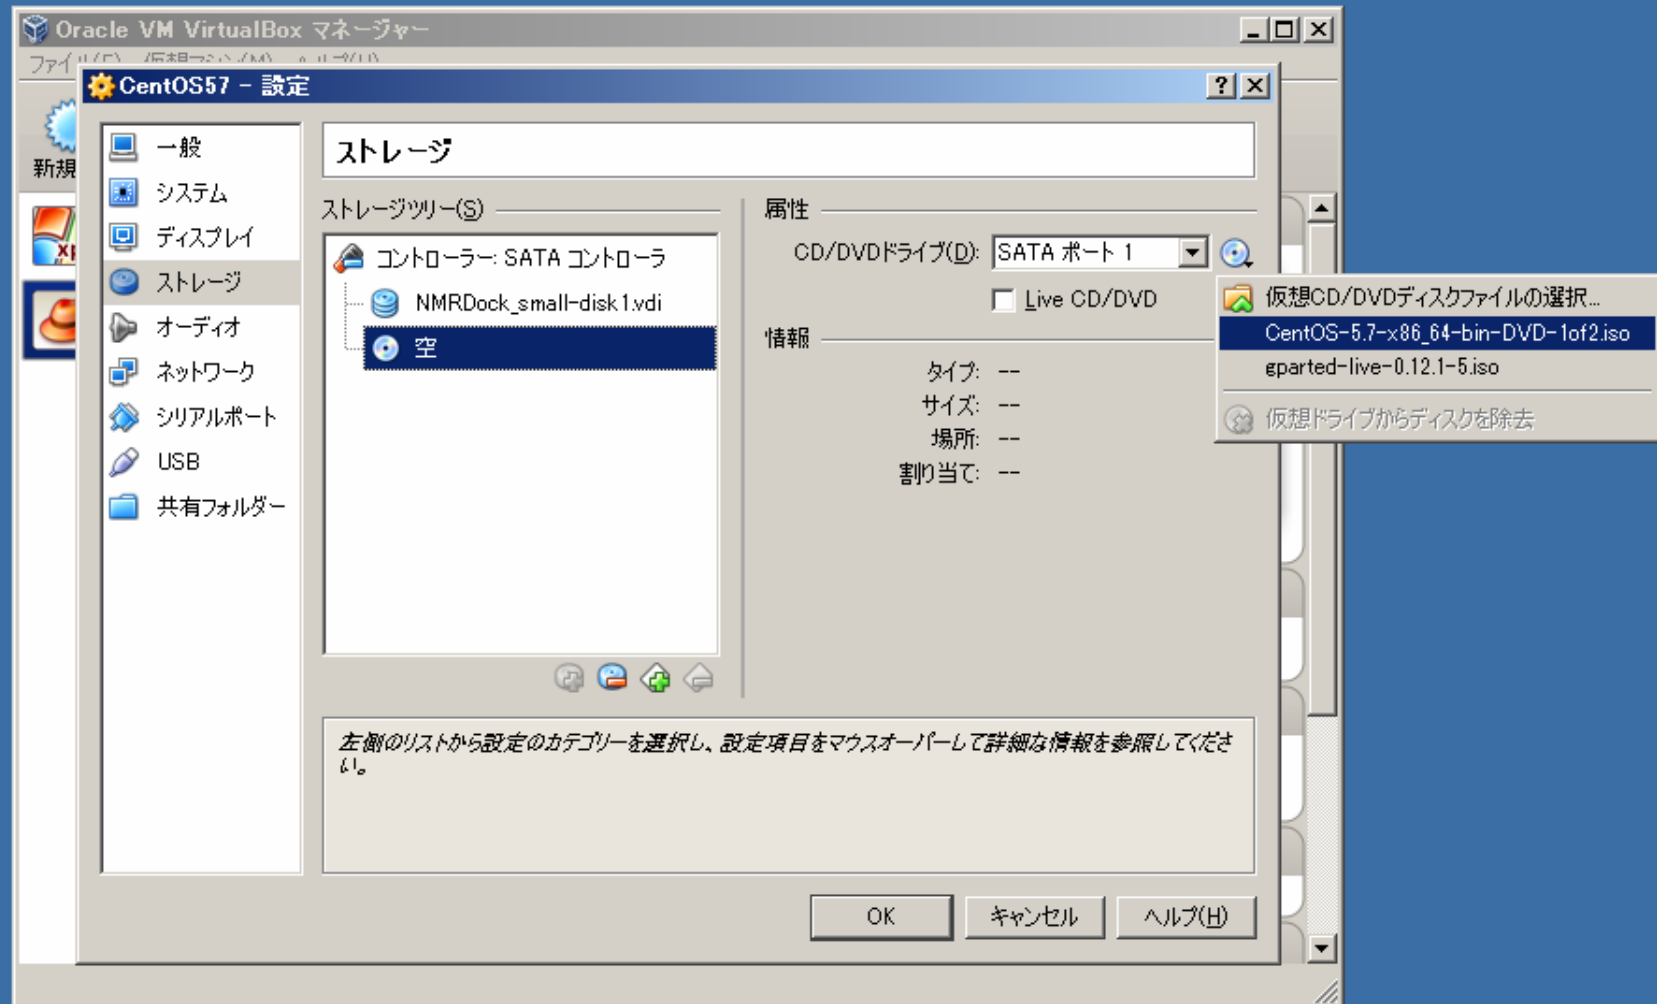 Oracle VM VirtualBox マネージャー
CentOS57 - 設定
新規
一般
システム
ディスプレイ
ストレージ
オーディオ
ネットワーク
シリアルポート
USB
共有フォルダー
ストレージ
ストレージツリー(S)
コントローラー: SATA コントローラ
NMRDock_small-disk1.vdi
空
属性
CD/DVDドライブ(D): SATA ポート 1
Live CD/DVD
情報
タイプ: --
サイズ: --
場所: --
割り当て: --
仮想CD/DVDディスクファイルの選択...
CentOS-5.7-x86_64-bin-DVD-1of2.iso
gparted-live-0.12.1-5.iso
仮想ドライブからディスクを除去
左側のリストから設定のカテゴリーを選択し、設定項目をマウスオーバーして詳細な情報を参照してくださ
い。
OK
キャンセル
ヘルプ(H)